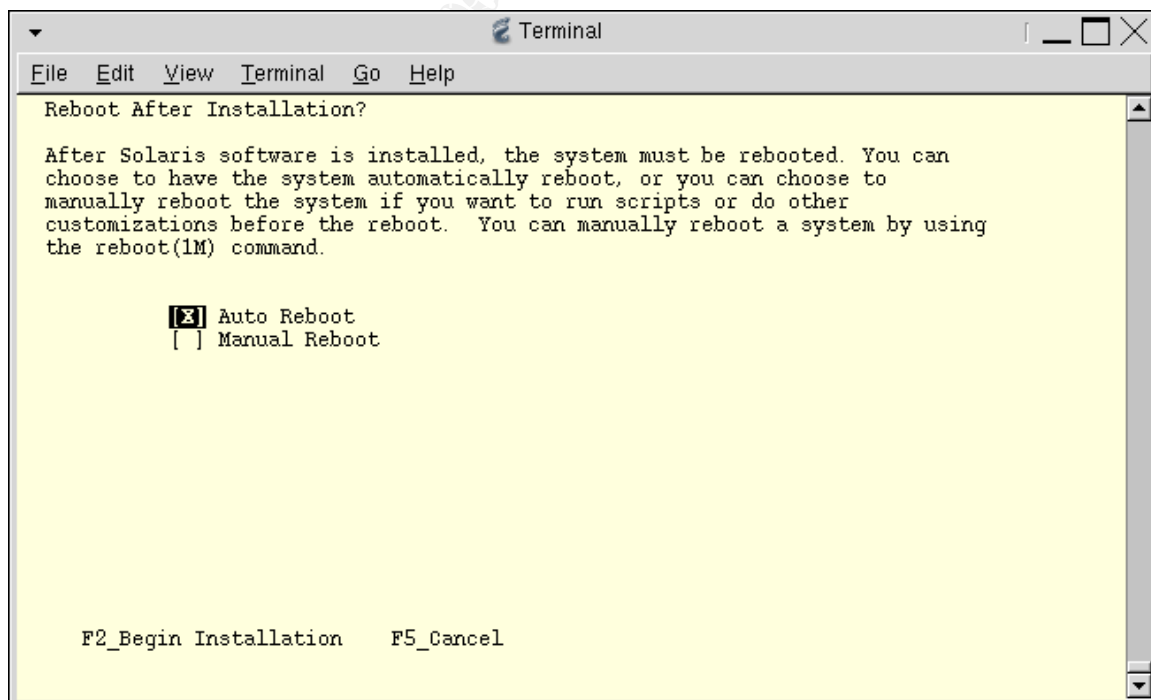 Terminal
File Edit View Terminal Go Help
Reboot After Installation?
After Solaris software is installed, the system must be rebooted. You can
choose to have the system automatically reboot, or you can choose to
manually reboot the system if you want to run scripts or do other
customizations before the reboot.  You can manually reboot a system by using
the reboot(1M) command.
[X] Auto Reboot
[ ] Manual Reboot
F2_Begin Installation    F5_Cancel